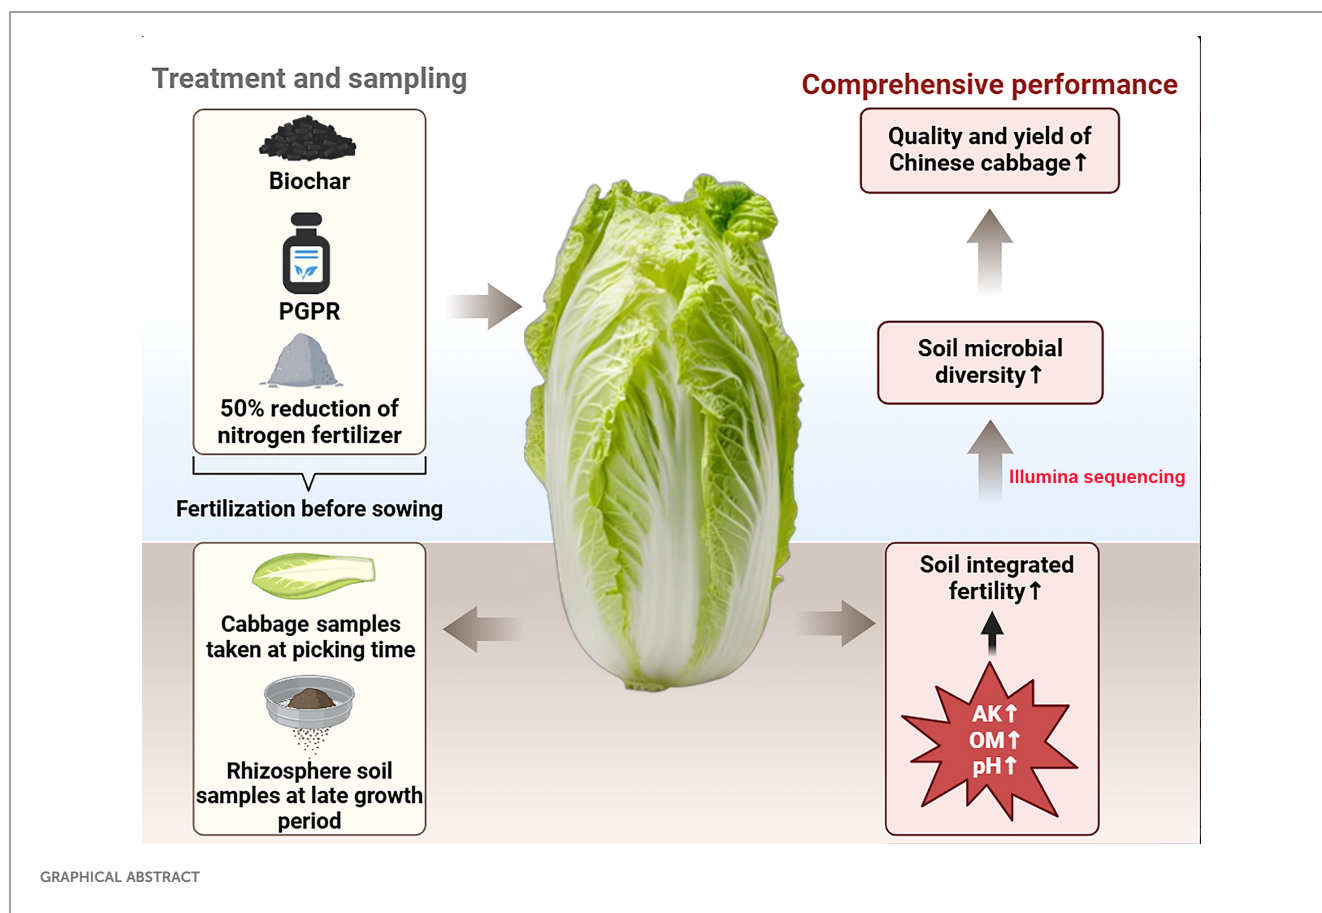 Treatment and sampling
Biochar
PGPR
50% reduction of
nitrogen fertilizer
Fertilization before sowing
Cabbage samples
taken at picking time
Rhizosphere soil
samples at late growth
period
Comprehensive performance
Quality and yield of
Chinese cabbage↑
Soil microbial
diversity↑
Illumina sequencing
Soil integrated
fertility↑
AK↑
OM↑
pH↑
GRAPHICAL ABSTRACT